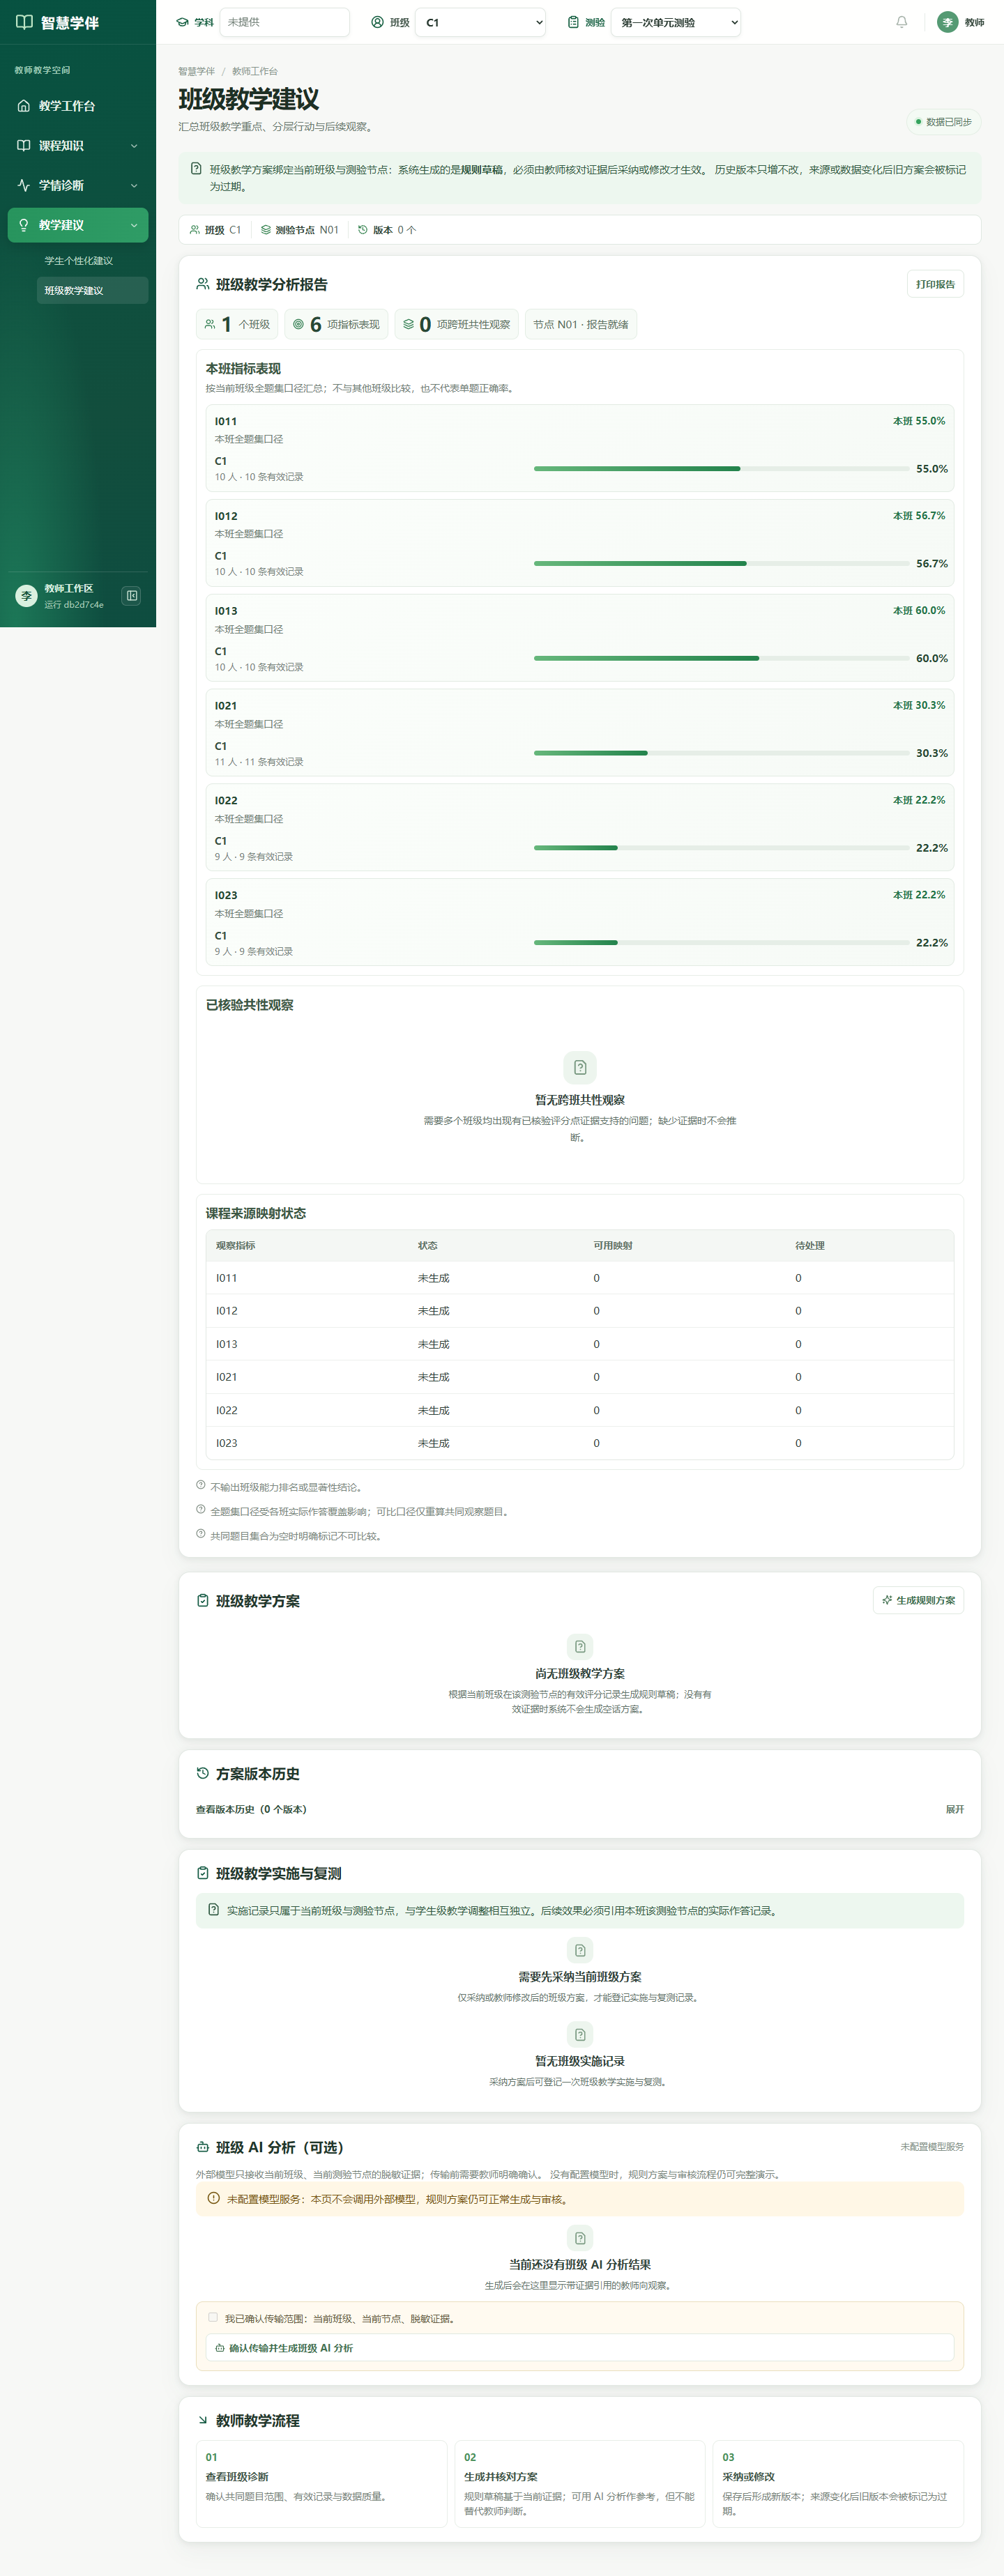 智慧学伴
学科
未提供
班级
C1
测验
第一次单元测验
李
教师
教师教学空间
教学工作台
课程知识
学情诊断
教学建议
学生个性化建议
班级教学建议
李
教师工作区
运行 db2d7c4e
智慧学伴 / 教师工作台
班级教学建议
汇总班级教学重点、分层行动与后续观察。
数据已同步
班级教学方案绑定当前班级与测验节点：系统生成的是规则草稿，必须由教师核对证据后采纳或修改才生效。 历史版本只增不改，来源或数据变化后旧方案会被标记
为过期。
班级 C1
测验节点 N01
版本 0 个
班级教学分析报告
打印报告
1 个班级
6 项指标表现
0 项跨班共性观察
节点 N01 · 报告就绪
本班指标表现
按当前班级全题集口径汇总；不与其他班级比较，也不代表单题正确率。
I011
本班 55.0%
本班全题集口径
C1
10 人 · 10 条有效记录
55.0%
I012
本班 56.7%
本班全题集口径
C1
10 人 · 10 条有效记录
56.7%
I013
本班 60.0%
本班全题集口径
C1
10 人 · 10 条有效记录
60.0%
I021
本班 30.3%
本班全题集口径
C1
11 人 · 11 条有效记录
30.3%
I022
本班 22.2%
本班全题集口径
C1
9 人 · 9 条有效记录
22.2%
I023
本班 22.2%
本班全题集口径
C1
9 人 · 9 条有效记录
22.2%
已核验共性观察
暂无跨班共性观察
需要多个班级均出现有已核验评分点证据支持的问题；缺少证据时不会推
断。
课程来源映射状态
观察指标 状态 可用映射 待处理
I011 未生成 0 0
I012 未生成 0 0
I013 未生成 0 0
I021 未生成 0 0
I022 未生成 0 0
I023 未生成 0 0
不输出班级能力排名或显著性结论。
全题集口径受各班实际作答覆盖影响；可比口径仅重算共同观察题目。
共同题目集合为空时明确标记不可比较。
班级教学方案
生成规则方案
尚无班级教学方案
根据当前班级在该测验节点的有效评分记录生成规则草稿；没有有
效证据时系统不会生成空话方案。
方案版本历史
查看版本历史（0 个版本）
展开
班级教学实施与复测
实施记录只属于当前班级与测验节点，与学生级教学调整相互独立。后续效果必须引用本班该测验节点的实际作答记录。
需要先采纳当前班级方案
仅采纳或教师修改后的班级方案，才能登记实施与复测记录。
暂无班级实施记录
采纳方案后可登记一次班级教学实施与复测。
班级 AI 分析（可选）
未配置模型服务
外部模型只接收当前班级、当前测验节点的脱敏证据；传输前需要教师明确确认。 没有配置模型时，规则方案与审核流程仍可完整演示。
未配置模型服务：本页不会调用外部模型，规则方案仍可正常生成与审核。
当前还没有班级 AI 分析结果
生成后会在这里显示带证据引用的教师向观察。
我已确认传输范围：当前班级、当前节点、脱敏证据。
确认传输并生成班级 AI 分析
教师教学流程
01
查看班级诊断
确认共同题目范围、有效记录与数据质量。
02
生成并核对方案
规则草稿基于当前证据；可用 AI 分析作参考，但不能
替代教师判断。
03
采纳或修改
保存后形成新版本；来源变化后旧版本会被标记为过
期。